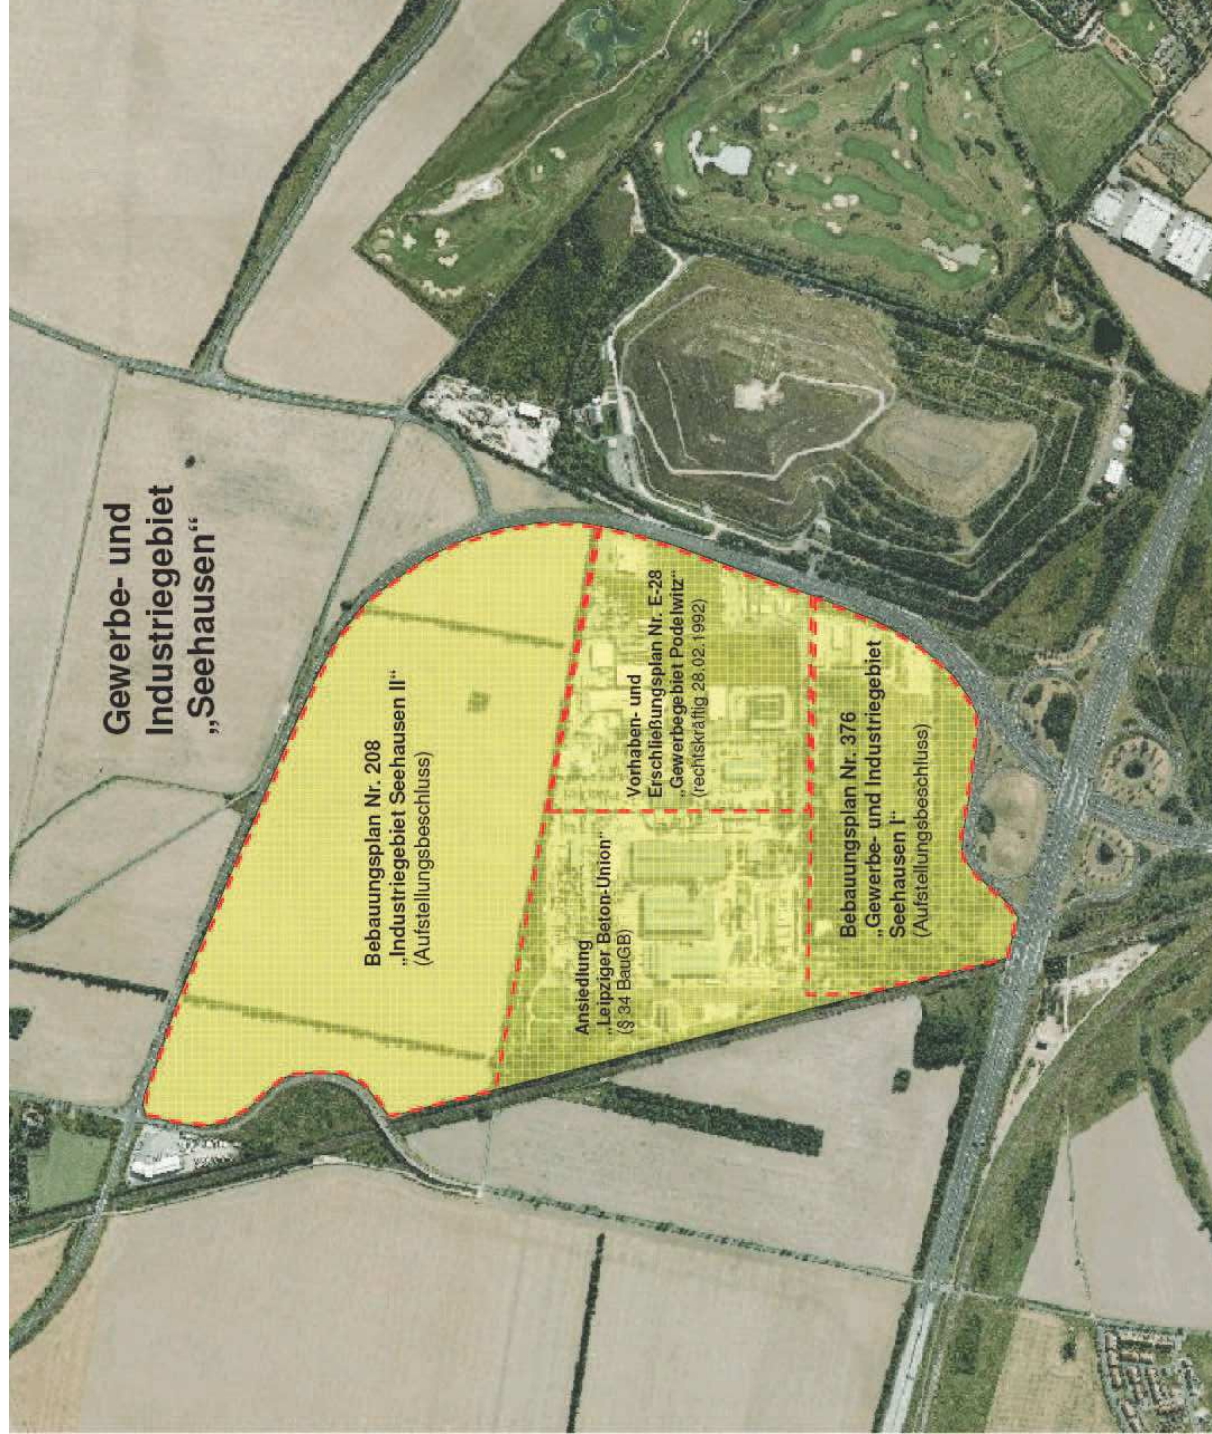 Gewerbe- und
Industriegebiet
„Seehausen“
Bebauungsplan Nr. 208
„Industriegebiet Seehausen II“
(Aufstellungsbeschluss)
Ansiedlung
„Leipziger Beton-Union“
(§ 34 BauGB)
Vorhaben- und
Erschließungsplan Nr. E-28
„Gewerbegebiet Podelwitz“
(rechtskräftig 28.02.1992)
Bebauungsplan Nr. 376
„Gewerbe- und Industriegebiet
Seehausen I“
(Aufstellungsbeschluss)